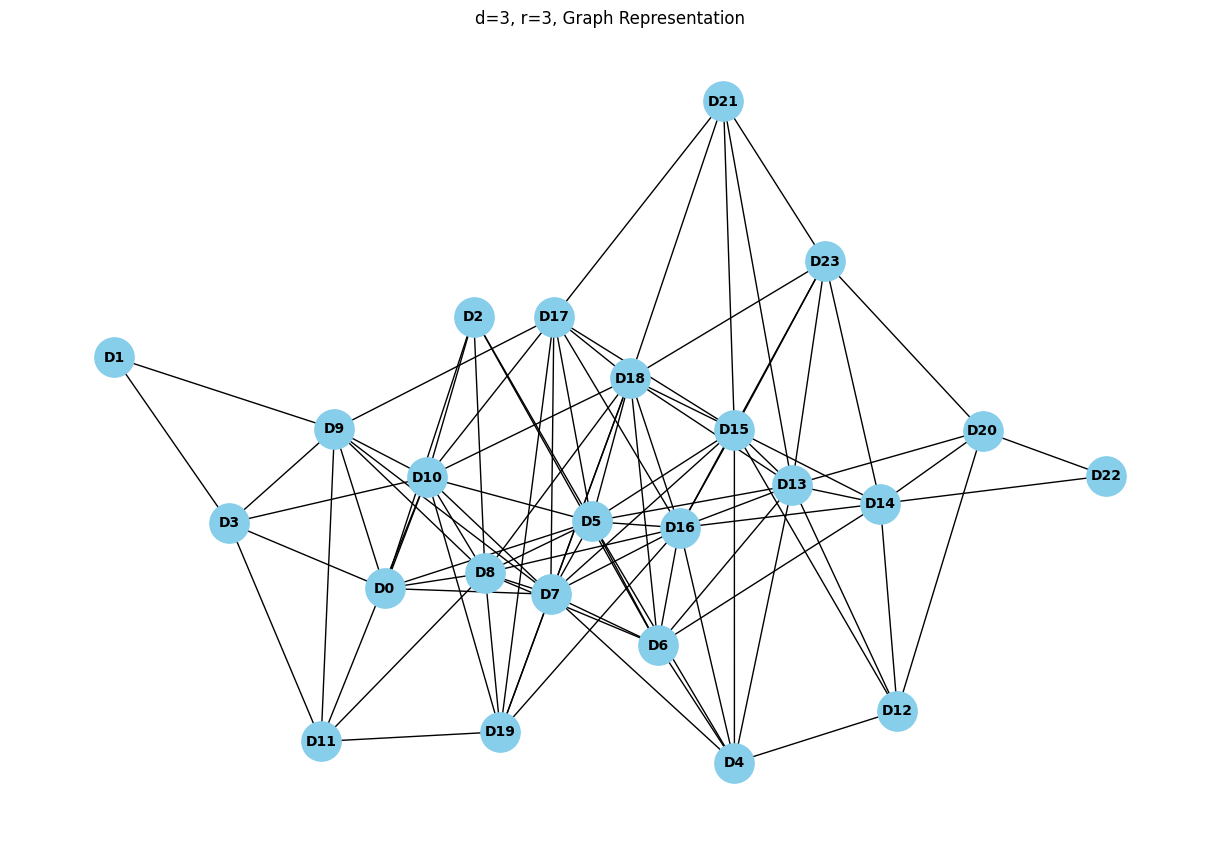 d=3, r=3, Graph Representation
D21
D23
D2
D17
D1
D18
D9
D15
D20
D10
D22
D13
D14
D3
D5
D16
D8
D0
D7
D6
D12
D19
D11
D4